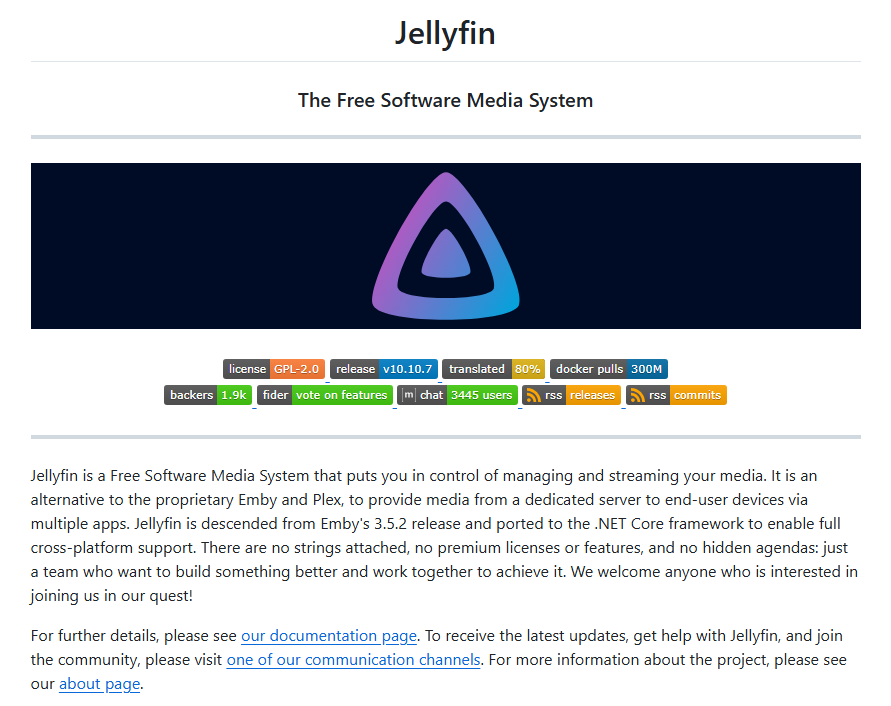 Jellyfin
The Free Software Media System
license GPL-2.0 release v10.10.7 translated 80% docker pulls 300M
backers 1.9k fider vote on features m chat 3445 users rss releases rss commits
Jellyfin is a Free Software Media System that puts you in control of managing and streaming your media. It is an
alternative to the proprietary Emby and Plex, to provide media from a dedicated server to end-user devices via
multiple apps. Jellyfin is descended from Emby's 3.5.2 release and ported to the .NET Core framework to enable full
cross-platform support. There are no strings attached, no premium licenses or features, and no hidden agendas: just
a team who want to build something better and work together to achieve it. We welcome anyone who is interested in
joining us in our quest!
For further details, please see our documentation page. To receive the latest updates, get help with Jellyfin, and join
the community, please visit one of our communication channels. For more information about the project, please see
our about page.